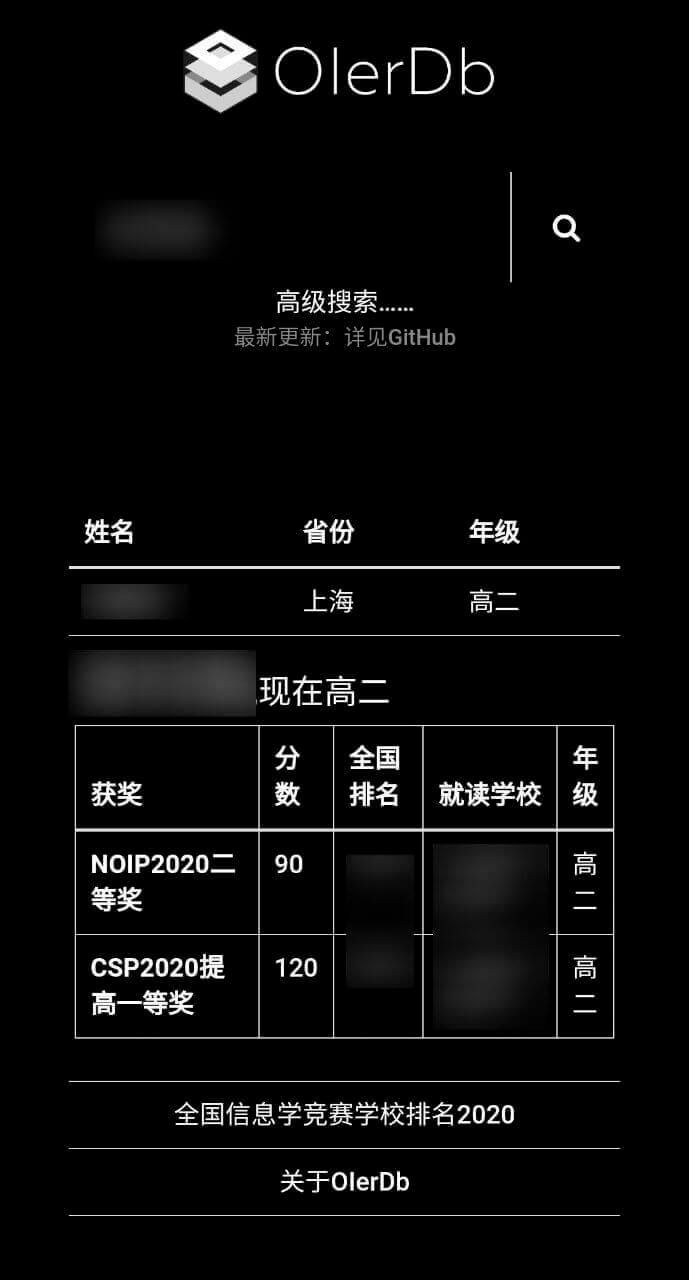 OIerDb
高级搜索……
最新更新：详见GitHub
姓名 省份 年级
上海 高二
现在高二
获奖 分数 全国排名 就读学校 年级
NOIP2020二等奖 90 高二
CSP2020提高一等奖 120 高二
全国信息学竞赛学校排名2020
关于OIerDb